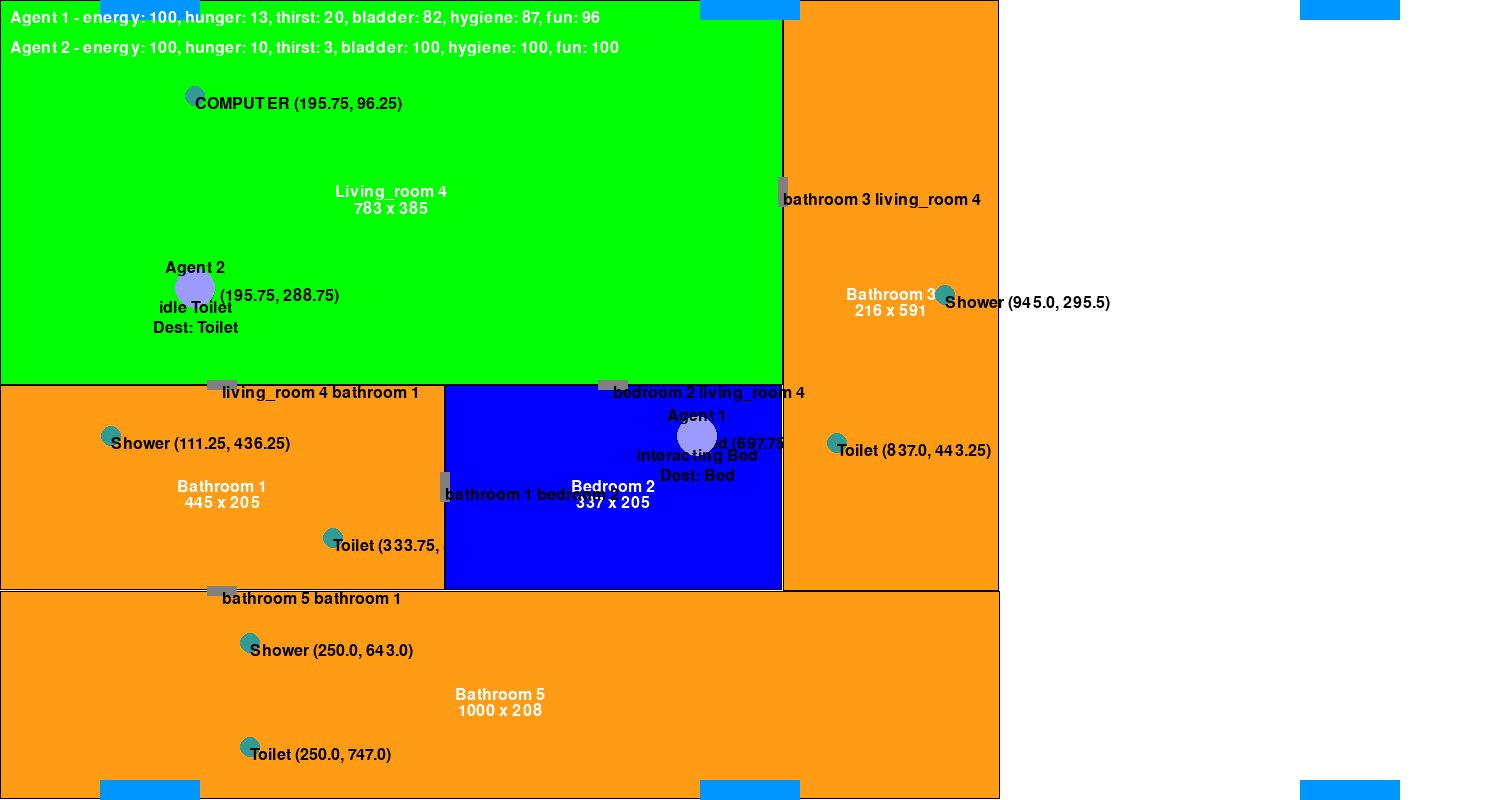 Agent 1 - energy: 100, hunger: 13, thirst: 20, bladder: 82, hygiene: 87, fun: 96
Agent 2 - energy: 100, hunger: 10, thirst: 3, bladder: 100, hygiene: 100, fun: 100
COMPUTER (195.75, 96.25)
Living_room 4
783 x 385
bathroom 3 living_room 4
Agent 2
(195.75, 288.75)
idle Toilet
Dest: Toilet
Bathroom 3
216 x 591
Shower (945.0, 295.5)
living_room 4 bathroom 1
bedroom 2 living_room 4
Agent 1
Shower (111.25, 436.25)
(697.75
interacting Bed
Dest: Bed
Toilet (837.0, 443.25)
Bathroom 1
445 x 205
bathroom 1 bedroom 2
Bedroom 2
337 x 205
Toilet (333.75,
bathroom 5 bathroom 1
Shower (250.0, 643.0)
Bathroom 5
1000 x 208
Toilet (250.0, 747.0)